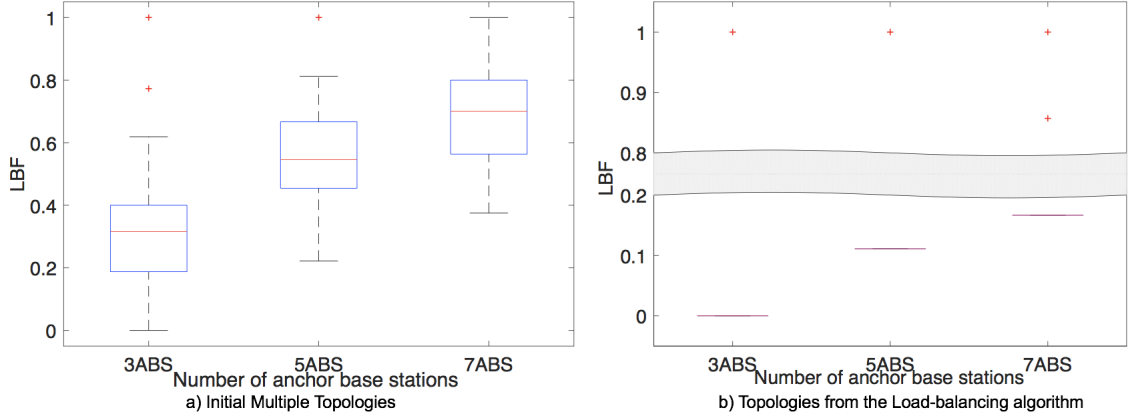 1
0.8
0.6
0.4
0.2
0
LBF
3ABS 5ABS 7ABS
Number of anchor base stations
a) Initial Multiple Topologies
1
0.9
0.8
0.2
0.1
0
LBF
3ABS 5ABS 7ABS
Number of anchor base stations
b) Topologies from the Load-balancing algorithm